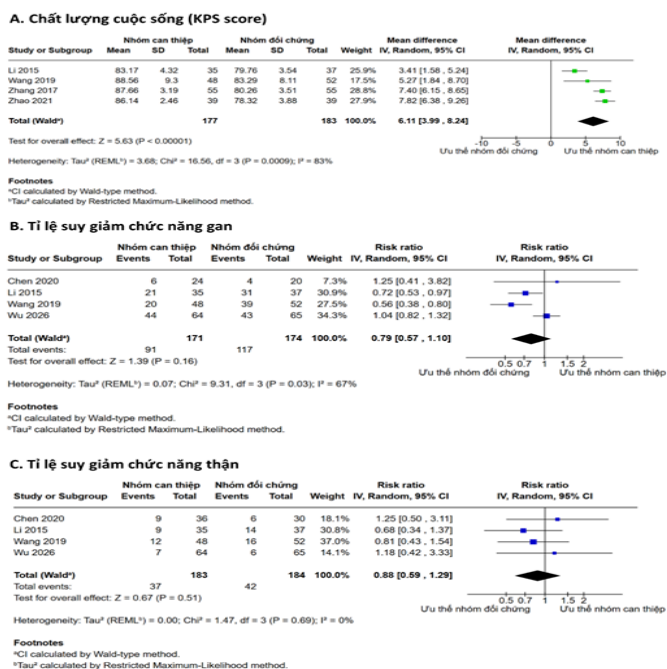 A. Chất lượng cuộc sống (KPS score)
Nhóm can thiệp Nhóm đối chứng Mean difference Mean difference
Study or Subgroup Mean SD Total Mean SD Total Weight IV, Random, 95% CI IV, Random, 95% CI
Li 2015 83.17 4.32 35 79.76 3.54 37 25.9% 3.41 [1.58 , 5.24]
Wang 2019 88.56 9.3 48 83.29 8.11 52 17.5% 5.27 [1.84 , 8.70]
Zhang 2017 87.66 3.19 55 80.26 3.51 55 28.8% 7.40 [6.15 , 8.65]
Zhao 2021 86.14 2.46 39 78.32 3.88 39 27.9% 7.82 [6.38 , 9.26]
Total (Waldᵃ) 177 183 100.0% 6.11 [3.99 , 8.24]
Test for overall effect: Z = 5.63 (P < 0.00001)
-10 -5 0 5 10
Ưu thế nhóm đối chứng Ưu thế nhóm can thiệp
Heterogeneity: Tau² (REMLᵇ) = 3.68; Chi² = 16.56, df = 3 (P = 0.0009); I² = 83%
Footnotes
ᵃCI calculated by Wald-type method.
ᵇTau² calculated by Restricted Maximum-Likelihood method.
B. Tỉ lệ suy giảm chức năng gan
Nhóm can thiệp Nhóm đối chứng Risk ratio Risk ratio
Study or Subgroup Events Total Events Total Weight IV, Random, 95% CI IV, Random, 95% CI
Chen 2020 6 24 4 20 7.3% 1.25 [0.41 , 3.82]
Li 2015 21 35 31 37 30.9% 0.72 [0.53 , 0.97]
Wang 2019 20 48 39 52 27.5% 0.56 [0.38 , 0.80]
Wu 2026 44 64 43 65 34.3% 1.04 [0.82 , 1.32]
Total (Waldᵃ) 171 174 100.0% 0.79 [0.57 , 1.10]
Total events: 91 117
Test for overall effect: Z = 1.39 (P = 0.16)
0.5 0.7 1 1.5 2
Ưu thế nhóm đối chứng Ưu thế nhóm can thiệp
Heterogeneity: Tau² (REMLᵇ) = 0.07; Chi² = 9.31, df = 3 (P = 0.03); I² = 67%
Footnotes
ᵃCI calculated by Wald-type method.
ᵇTau² calculated by Restricted Maximum-Likelihood method.
C. Tỉ lệ suy giảm chức năng thận
Nhóm can thiệp Nhóm đối chứng Risk ratio Risk ratio
Study or Subgroup Events Total Events Total Weight IV, Random, 95% CI IV, Random, 95% CI
Chen 2020 9 36 6 30 18.1% 1.25 [0.50 , 3.11]
Li 2015 9 35 14 37 30.8% 0.68 [0.34 , 1.37]
Wang 2019 12 48 16 52 37.0% 0.81 [0.43 , 1.54]
Wu 2026 7 64 6 65 14.1% 1.18 [0.42 , 3.33]
Total (Waldᵃ) 183 184 100.0% 0.88 [0.59 , 1.29]
Total events: 37 42
Test for overall effect: Z = 0.67 (P = 0.51)
0.5 0.7 1 1.5 2
Ưu thế nhóm đối chứng Ưu thế nhóm can thiệp
Heterogeneity: Tau² (REMLᵇ) = 0.00; Chi² = 1.47, df = 3 (P = 0.69); I² = 0%
Footnotes
ᵃCI calculated by Wald-type method.
ᵇTau² calculated by Restricted Maximum-Likelihood method.